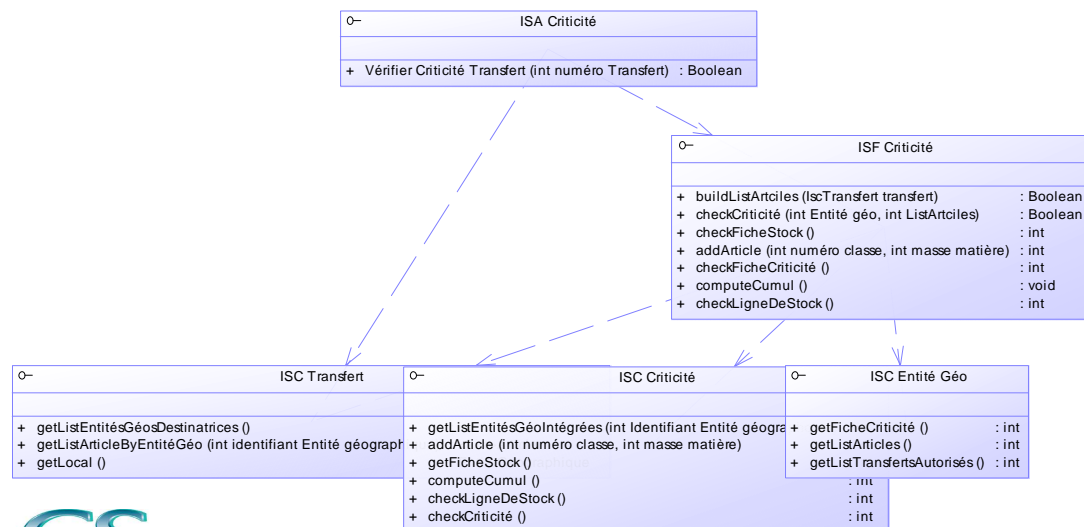 ISA Criticité
+ Vérifier Criticité Transfert (int numéro Transfert) : Boolean
ISF Criticité
+ buildListArtciles (IscTransfert transfert) : Boolean
+ checkCriticité (int Entité géo, int ListArtciles) : Boolean
+ checkFicheStock () : int
+ addArticle (int numéro classe, int masse matière) : int
+ checkFicheCriticité () : int
+ computeCumul () : void
+ checkLigneDeStock () : int
ISC Transfert
+ getListEntitésGéosDestinatrices ()
+ getListArticleByEntitéGéo (int identifiant Entité géograph
+ getLocal ()
ISC Criticité
+ getListEntitésGéoIntégrées (int Identifiant Entité géogra
+ addArticle (int numéro classe, int masse matière)
+ getFicheStock ()
+ computeCumul () : int
+ checkLigneDeStock () : int
+ checkCriticité () : int
ISC Entité Géo
+ getFicheCriticité () : int
+ getListArticles () : int
+ getListTransfertsAutorisés () : int
CS